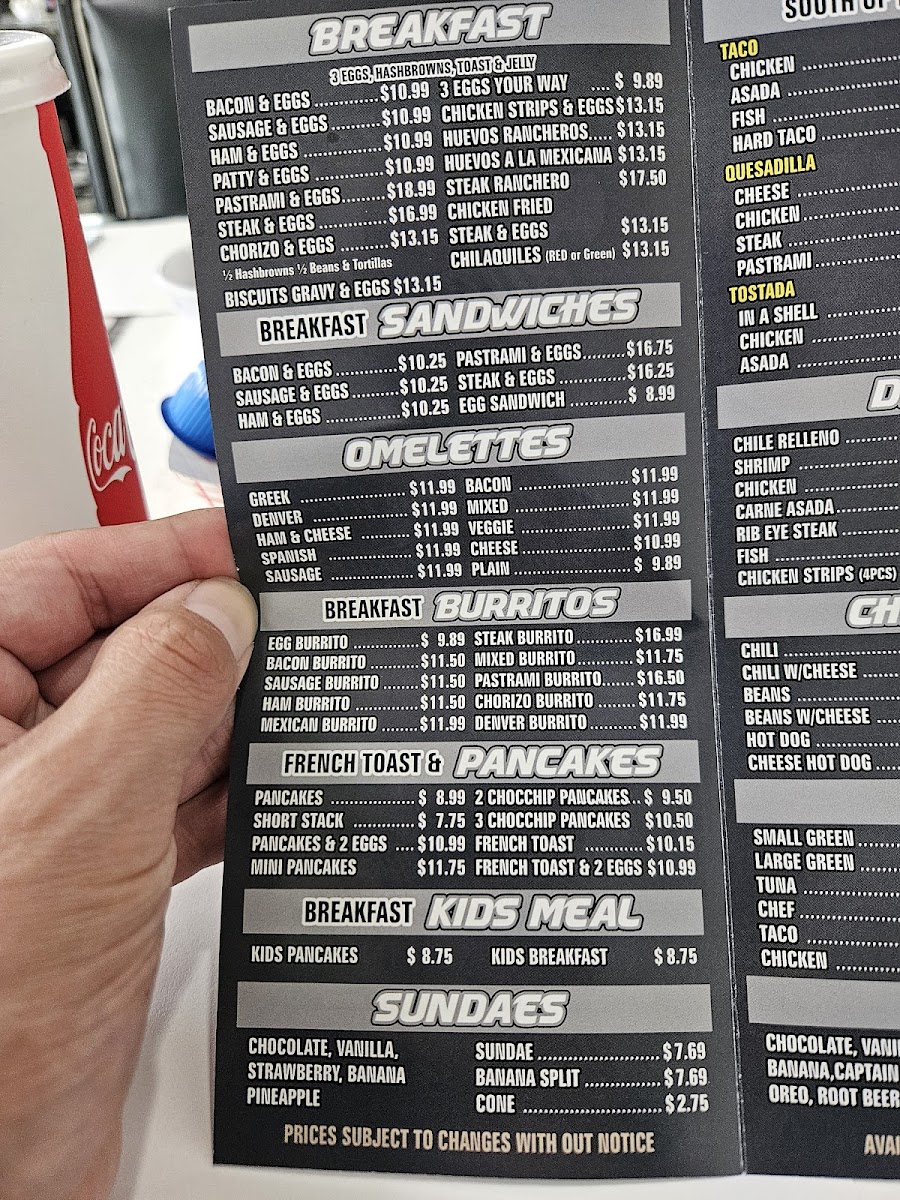 BREAKFAST
3 EGGS, HASHBROWNS, TOAST & JELLY
BACON & EGGS ............ $10.99
SAUSAGE & EGGS ......... $10.99
HAM & EGGS ............... $10.99
PATTY & EGGS ............. $10.99
PASTRAMI & EGGS ....... $18.99
STEAK & EGGS ............ $16.99
CHORIZO & EGGS ......... $13.15
½ Hashbrowns ½ Beans & Tortillas
BISCUITS GRAVY & EGGS $13.15
3 EGGS YOUR WAY .... $ 9.89
CHICKEN STRIPS & EGGS $13.15
HUEVOS RANCHEROS..... $13.15
HUEVOS A LA MEXICANA $13.15
STEAK RANCHERO $17.50
CHICKEN FRIED
STEAK & EGGS $13.15
CHILAQUILES (RED or Green) $13.15
BREAKFAST SANDWICHES
BACON & EGGS ............ $10.25
SAUSAGE & EGGS ......... $10.25
HAM & EGGS ............... $10.25
PASTRAMI & EGGS ........ $16.75
STEAK & EGGS ............. $16.25
EGG SANDWICH ........... $ 8.99
OMELETTES
GREEK .................... $11.99
DENVER .................. $11.99
HAM & CHEESE .......... $11.99
SPANISH ................. $11.99
SAUSAGE ................ $11.99
BACON .................... $11.99
MIXED ..................... $11.99
VEGGIE .................... $11.99
CHEESE .................... $10.99
PLAIN ...................... $ 9.89
BREAKFAST BURRITOS
EGG BURRITO ............ $ 9.89
BACON BURRITO ......... $11.50
SAUSAGE BURRITO ....... $11.50
HAM BURRITO ............ $11.50
MEXICAN BURRITO ....... $11.99
STEAK BURRITO ........... $16.99
MIXED BURRITO ........... $11.75
PASTRAMI BURRITO....... $16.50
CHORIZO BURRITO ........ $11.75
DENVER BURRITO ......... $11.99
FRENCH TOAST & PANCAKES
PANCAKES ................. $ 8.99
SHORT STACK ............. $ 7.75
PANCAKES & 2 EGGS .... $10.99
MINI PANCAKES $11.75
2 CHOCCHIP PANCAKES... $ 9.50
3 CHOCCHIP PANCAKES $10.50
FRENCH TOAST ............ $10.15
FRENCH TOAST & 2 EGGS $10.99
BREAKFAST KIDS MEAL
KIDS PANCAKES $ 8.75
KIDS BREAKFAST $ 8.75
SUNDAES
CHOCOLATE, VANILLA,
STRAWBERRY, BANANA
PINEAPPLE
SUNDAE .................... $7.69
BANANA SPLIT ............. $7.69
CONE ........................ $2.75
PRICES SUBJECT TO CHANGES WITH OUT NOTICE
SOUTH OF
TACO
CHICKEN
ASADA
FISH
HARD TACO
QUESADILLA
CHEESE
CHICKEN
STEAK
PASTRAMI
TOSTADA
IN A SHELL
CHICKEN
ASADA
D
CHILE RELLENO
SHRIMP
CHICKEN
CARNE ASADA
RIB EYE STEAK
FISH
CHICKEN STRIPS (4PCS)
CH
CHILI
CHILI W/CHEESE
BEANS
BEANS W/CHEESE
HOT DOG
CHEESE HOT DOG
SMALL GREEN
LARGE GREEN
TUNA
CHEF
TACO
CHICKEN
CHOCOLATE, VANI
BANANA,CAPTAIN
OREO, ROOT BEER
AVAI
Coca